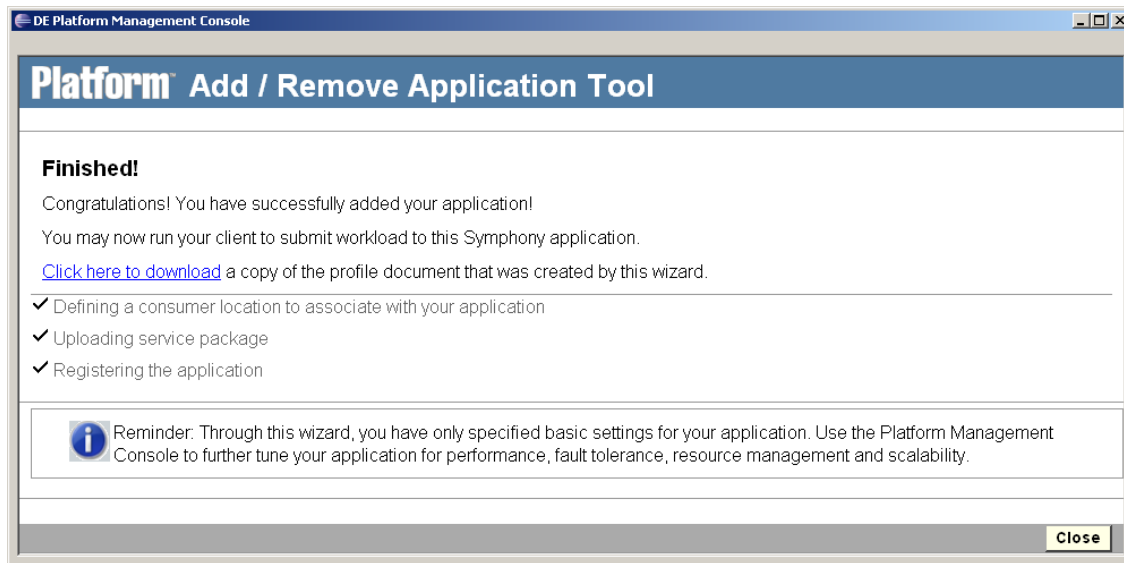 DE Platform Management Console
Platform™ Add / Remove Application Tool
Finished!
Congratulations! You have successfully added your application!
You may now run your client to submit workload to this Symphony application.
Click here to download a copy of the profile document that was created by this wizard.
Defining a consumer location to associate with your application
Uploading service package
Registering the application
Reminder: Through this wizard, you have only specified basic settings for your application. Use the Platform Management
Console to further tune your application for performance, fault tolerance, resource management and scalability.
Close